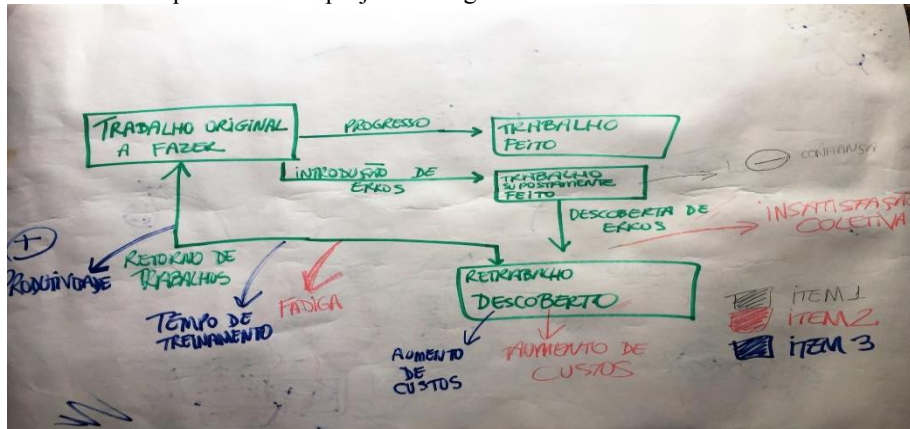 TRABALHO ORIGINAL
A FAZER
PROGRESSO
TRABALHO
FEITO
INTRODUÇÃO DE
ERROS
TRABALHO
SUPOSTAMENTE
FEITO
DESCOBERTA DE
ERROS
INSATISFAÇÃO
COLETIVA
PRODUTIVDADE
RETORNO DE
TRABALHOS
RETRABALHO
DESCOBERTO
TEMPO DE
TREINAMENTO
FADIGA
AUMENTO
DE
CUSTOS
AUMENTO DE
CUSTOS
ITEM 1
ITEM 2
ITEM 3